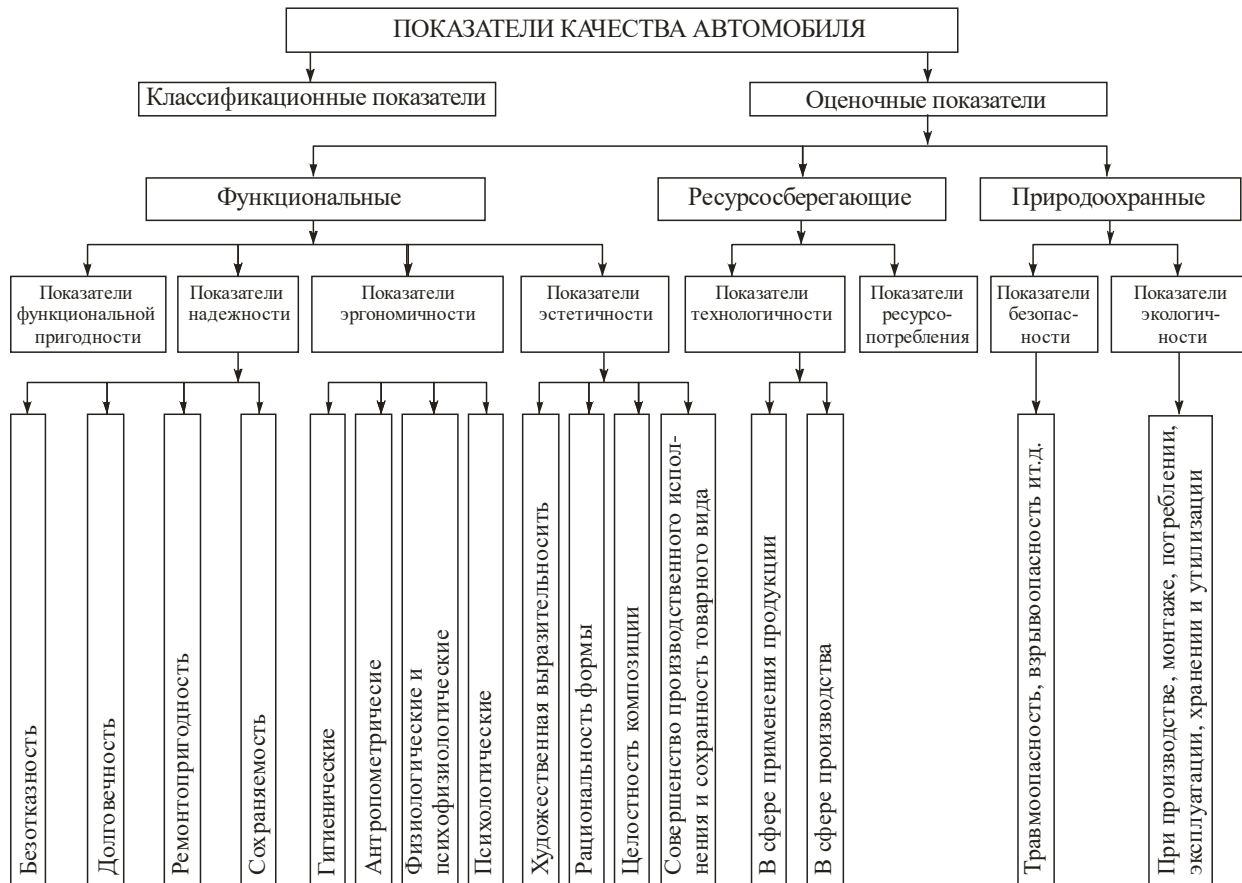 ПОКАЗАТЕЛИ КАЧЕСТВА АВТОМОБИЛЯ
Классификационные показатели
Оценочные показатели
Функциональные
Ресурсосберегающие
Природоохранные
Показатели
функциональной
пригодности
Показатели
надежности
Показатели
эргономичности
Показатели
эстетичности
Показатели
технологичности
Показатели
ресурсо-
потребления
Показатели
безопас-
ности
Показатели
экологич-
ности
Безотказность
Долговечность
Ремонтопригодность
Сохраняемость
Гигиенические
Антропометричесие
Физиологические и
психофизиологические
Психологические
Художественная выразительносить
Рациональность формы
Целостность композиции
Совершенство производственного испол-
нения и сохранность товарного вида
В сфере применения продукции
В сфере производства
Травмоопасность, взрывоопасность ит.д.
При производстве, монтаже, потреблении,
эксплуатации, хранении и утилизации